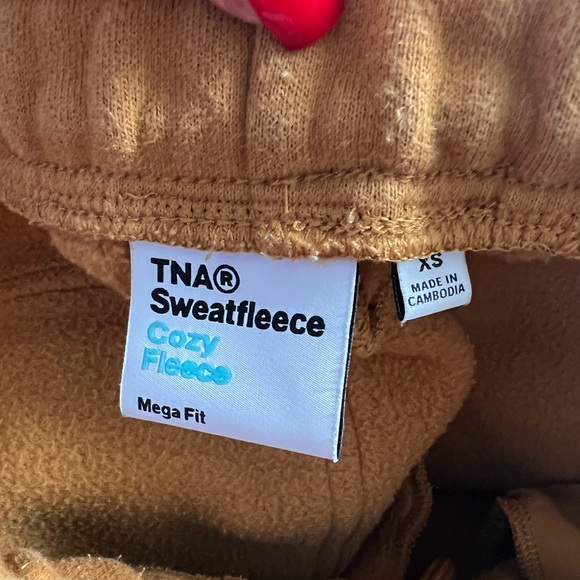 TNA®
Sweatfleece
Cozy
Fleece
Mega Fit
XS
MADE IN
CAMBODIA